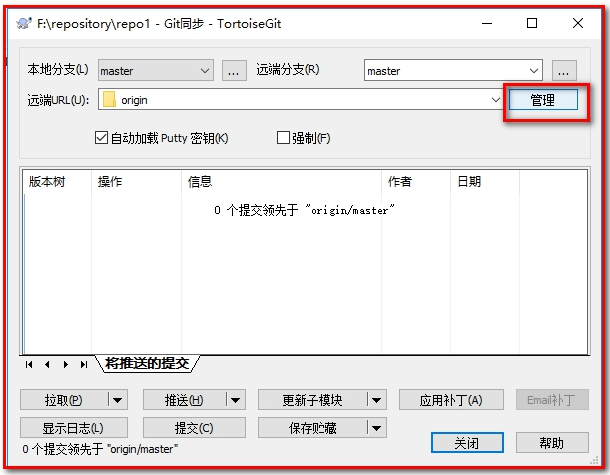 F:\repository\repo1 - Git同步 - TortoiseGit
本地分支(L) master ... 远端分支(R) master ...
远端URL(U): origin 管理
自动加载 Putty 密钥(K) 强制(F)
版本树 操作 信息 作者 日期
0 个提交领先于 "origin/master"
将推送的提交
拉取(P) 推送(H) 更新子模块 应用补丁(A) Email补丁
显示日志(L) 提交(C) 保存贮藏
0 个提交领先于 "origin/master"
关闭 帮助